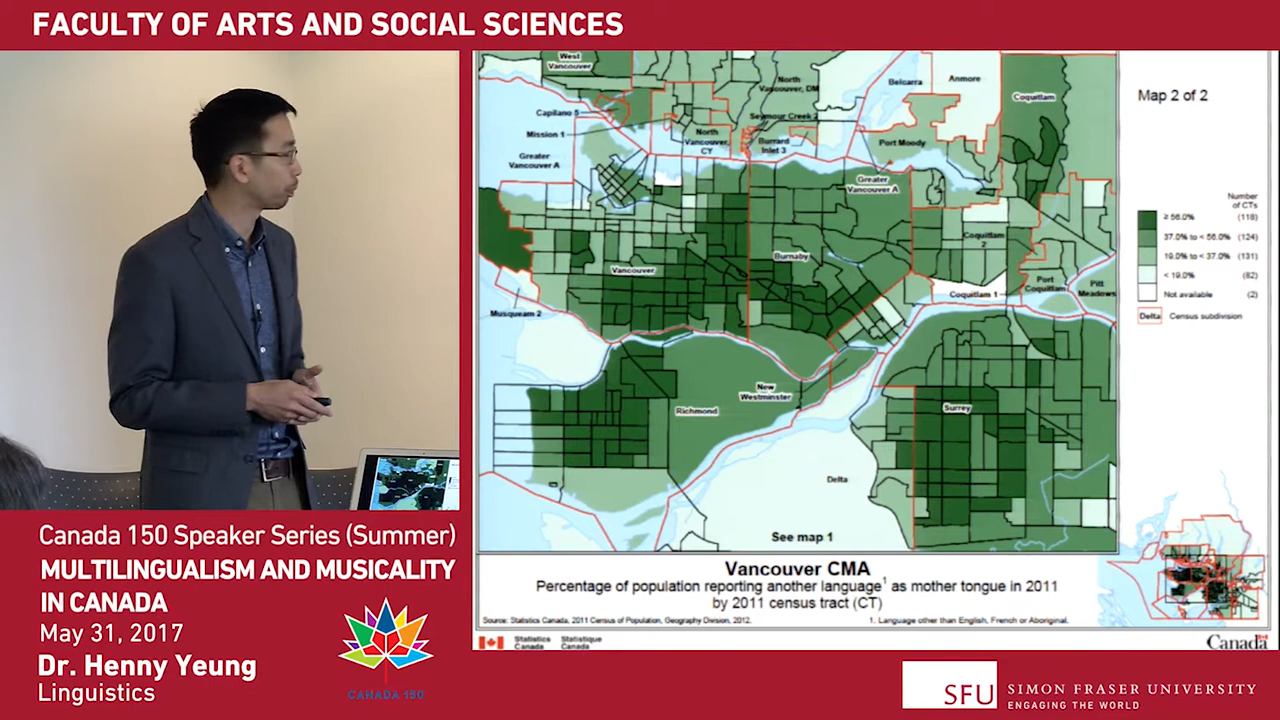 FACULTY OF ARTS AND SOCIAL SCIENCES
West
Vancouver
North
Vancouver, DM
Belcarra
Anmore
Coquitlam
Capilano 5
Mission 1
Seymour Creek 2
North
Vancouver,
CY
Burrard
Inlet 3
Port Moody
Greater
Vancouver A
Greater
Vancouver A
Coquitlam
2
Vancouver
Burnaby
Port
Coquitlam
Pitt
Meadows
Coquitlam 1
Musqueam 2
New
Westminster
Richmond
Surrey
Delta
See map 1
Map 2 of 2
Number
of CTs
≥ 56.0% (118)
37.0% to < 56.0% (124)
19.0% to < 37.0% (131)
< 19.0% (82)
Not available (2)
Delta Census subdivision
Vancouver CMA
Percentage of population reporting another language¹ as mother tongue in 2011
by 2011 census tract (CT)
Source: Statistics Canada, 2011 Census of Population, Geography Division, 2012. 1. Language other than English, French or Aboriginal.
Statistics Statistique
Canada Canada
Canada
Canada 150 Speaker Series (Summer)
MULTILINGUALISM AND MUSICALITY
IN CANADA
May 31, 2017
Dr. Henny Yeung
Linguistics
CANADA 150
SFU SIMON FRASER UNIVERSITY
ENGAGING THE WORLD